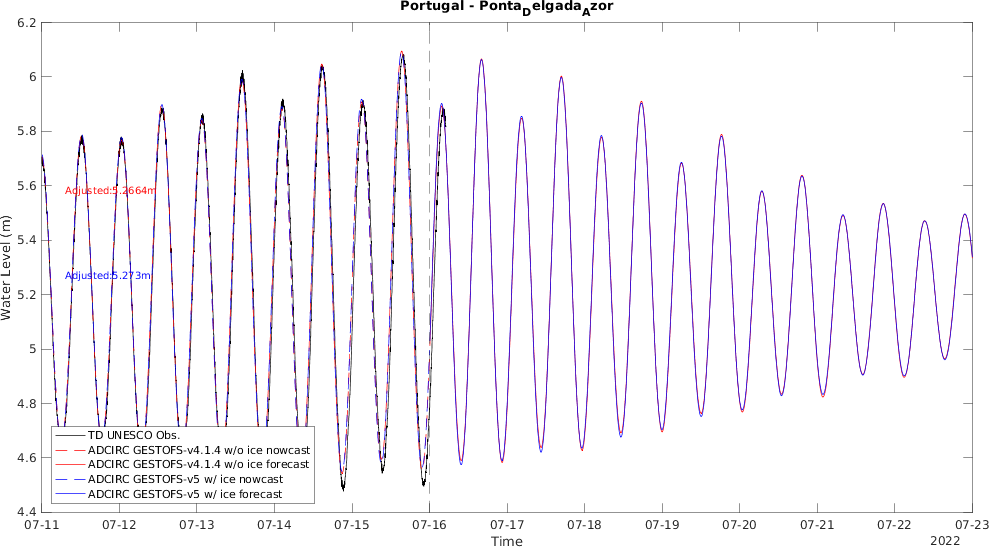 Portugal - PontaDelgadaAzor
6.2
6
5.8
5.6
5.4
5.2
5
4.8
4.6
4.4
Water Level (m)
Adjusted:5.2664m
Adjusted:5.273m
TD UNESCO Obs.
ADCIRC GESTOFS-v4.1.4 w/o ice nowcast
ADCIRC GESTOFS-v4.1.4 w/o ice forecast
ADCIRC GESTOFS-v5 w/ ice nowcast
ADCIRC GESTOFS-v5 w/ ice forecast
07-11 07-12 07-13 07-14 07-15 07-16 07-17 07-18 07-19 07-20 07-21 07-22 07-23
Time
2022